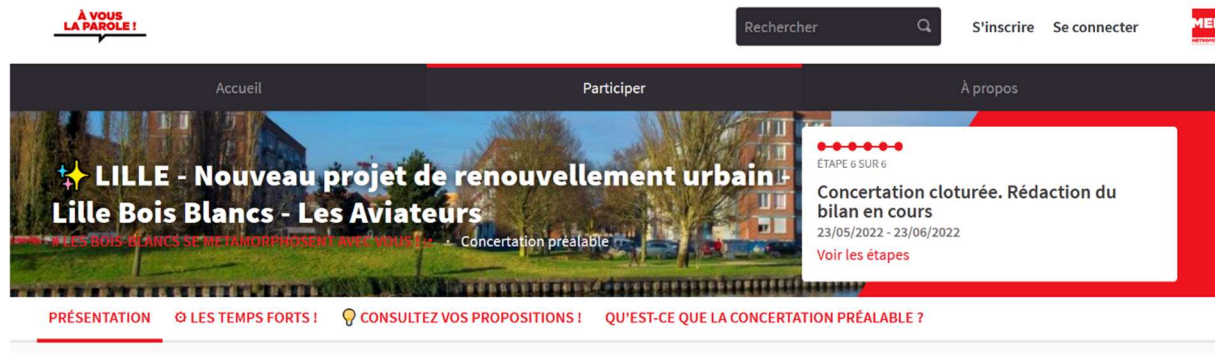 À VOUS
LA PAROLE !
Rechercher
S'inscrire Se connecter
Accueil
Participer
À propos
✨ LILLE - Nouveau projet de renouvellement urbain -
Lille Bois Blancs - Les Aviateurs
LES BOIS-BLANCS SE METAMORPHOSENT AVEC VOUS ! · Concertation préalable
ÉTAPE 6 SUR 6
Concertation cloturée. Rédaction du
bilan en cours
23/05/2022 - 23/06/2022
Voir les étapes
PRÉSENTATION ⚙ LES TEMPS FORTS ! 💡 CONSULTEZ VOS PROPOSITIONS ! QU'EST-CE QUE LA CONCERTATION PRÉALABLE ?